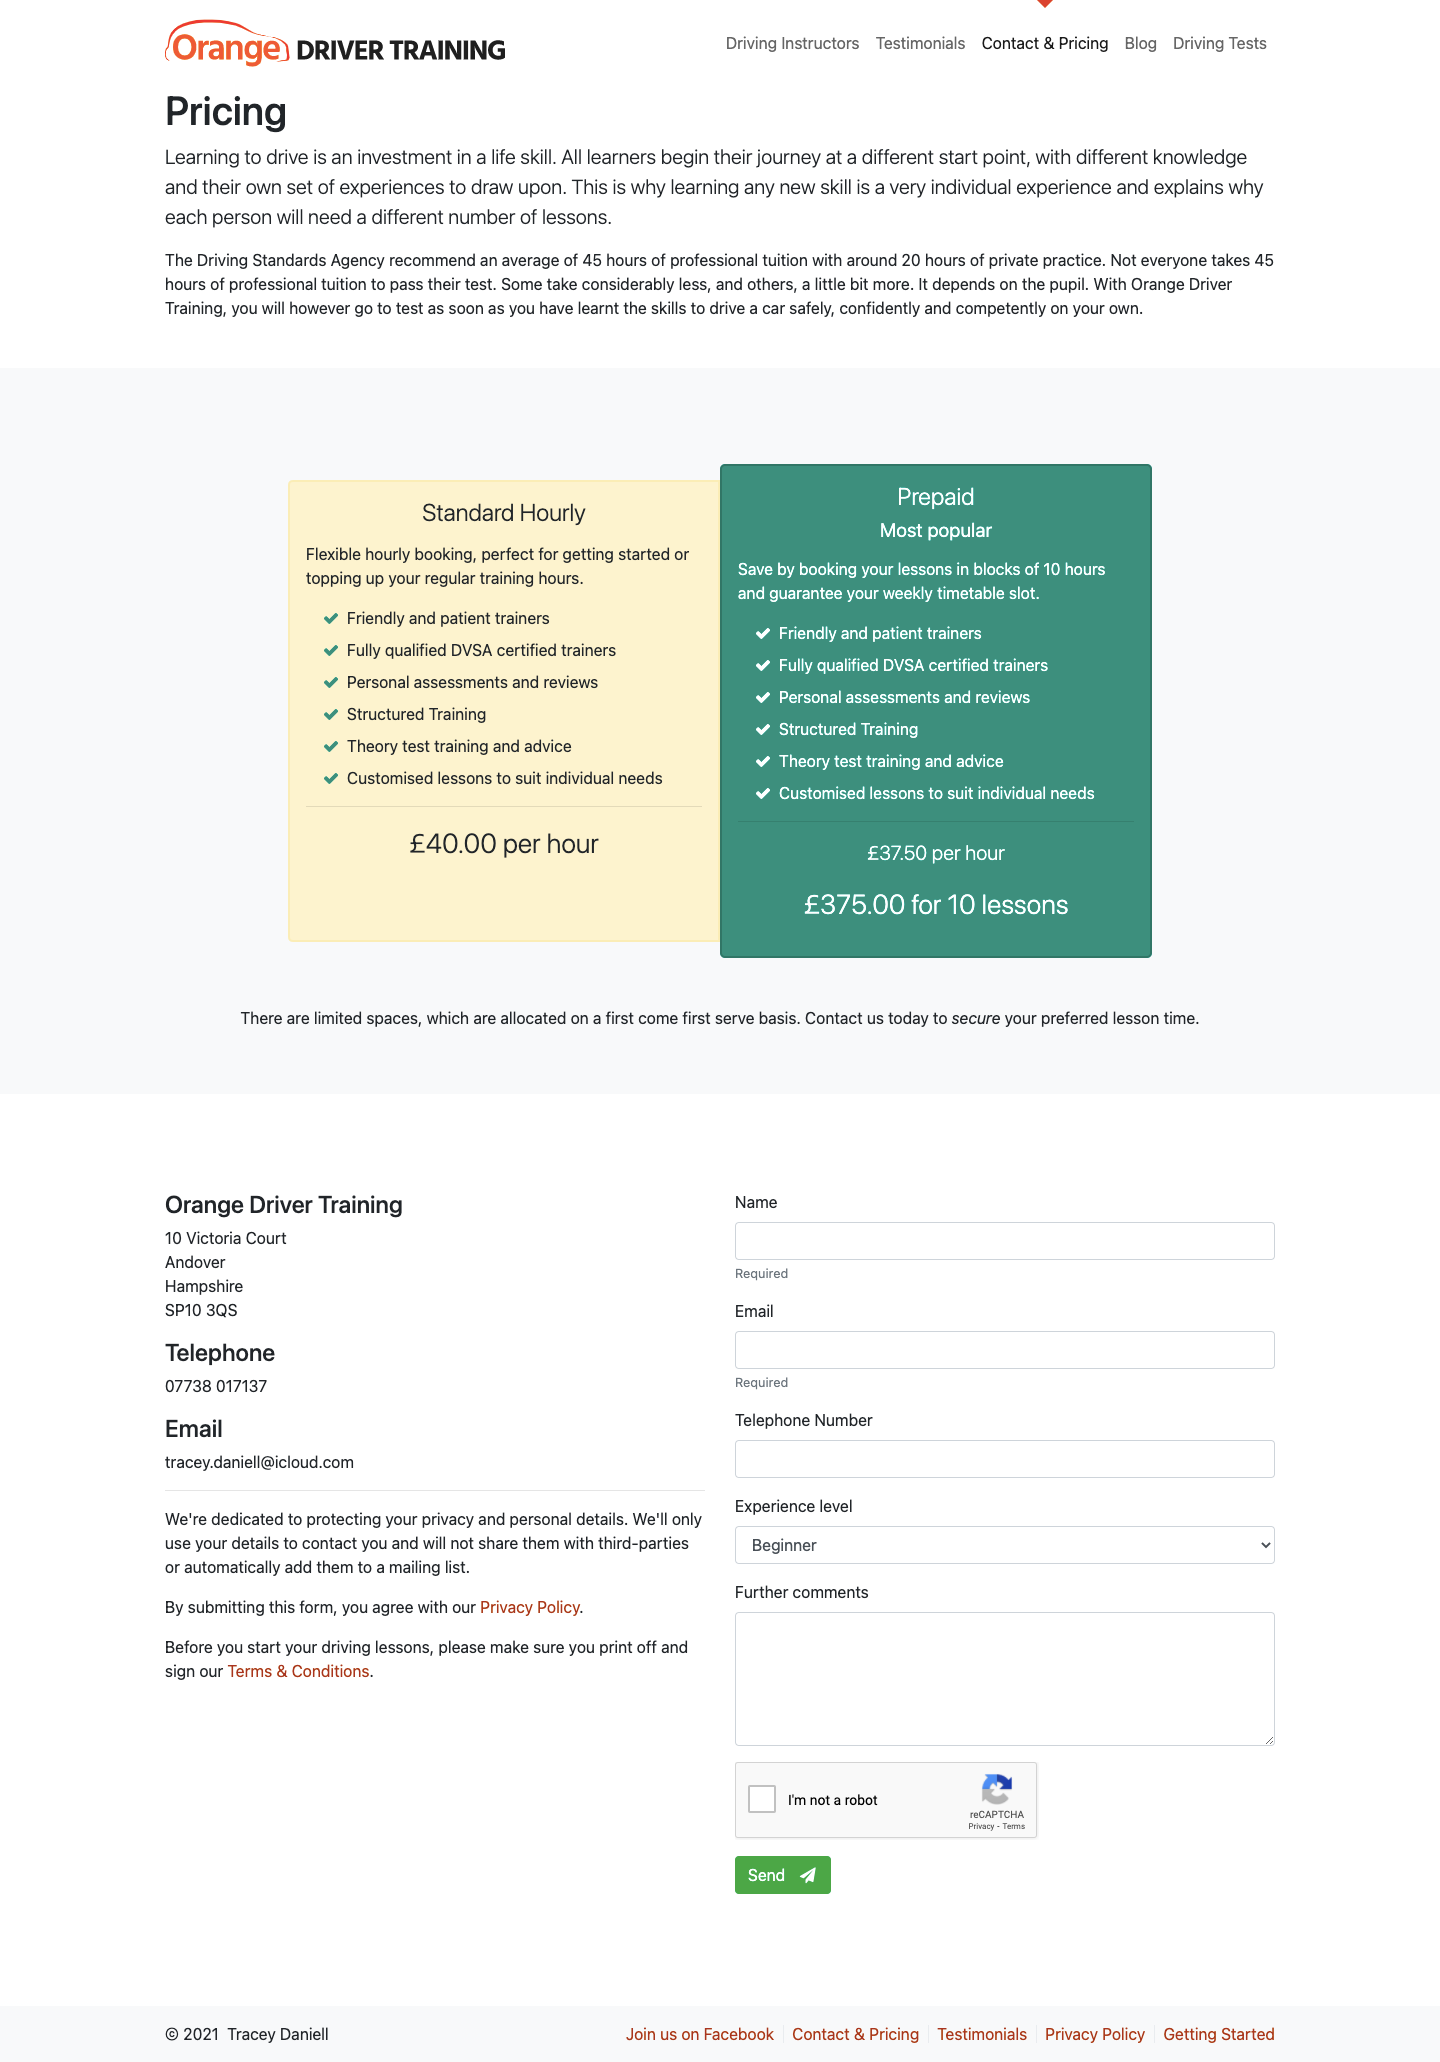 Orange DRIVER TRAINING
Driving Instructors Testimonials Contact & Pricing Blog Driving Tests
Pricing
Learning to drive is an investment in a life skill. All learners begin their journey at a different start point, with different knowledge
and their own set of experiences to draw upon. This is why learning any new skill is a very individual experience and explains why
each person will need a different number of lessons.
The Driving Standards Agency recommend an average of 45 hours of professional tuition with around 20 hours of private practice. Not everyone takes 45
hours of professional tuition to pass their test. Some take considerably less, and others, a little bit more. It depends on the pupil. With Orange Driver
Training, you will however go to test as soon as you have learnt the skills to drive a car safely, confidently and competently on your own.
Standard Hourly
Flexible hourly booking, perfect for getting started or
topping up your regular training hours.
Friendly and patient trainers
Fully qualified DVSA certified trainers
Personal assessments and reviews
Structured Training
Theory test training and advice
Customised lessons to suit individual needs
£40.00 per hour
Prepaid
Most popular
Save by booking your lessons in blocks of 10 hours
and guarantee your weekly timetable slot.
Friendly and patient trainers
Fully qualified DVSA certified trainers
Personal assessments and reviews
Structured Training
Theory test training and advice
Customised lessons to suit individual needs
£37.50 per hour
£375.00 for 10 lessons
There are limited spaces, which are allocated on a first come first serve basis. Contact us today to secure your preferred lesson time.
Orange Driver Training
10 Victoria Court
Andover
Hampshire
SP10 3QS
Telephone
07738 017137
Email
tracey.daniell@icloud.com
We're dedicated to protecting your privacy and personal details. We'll only
use your details to contact you and will not share them with third-parties
or automatically add them to a mailing list.
By submitting this form, you agree with our Privacy Policy.
Before you start your driving lessons, please make sure you print off and
sign our Terms & Conditions.
Name
Required
Email
Required
Telephone Number
Experience level
Beginner
Further comments
I'm not a robot
reCAPTCHA
Privacy - Terms
Send
© 2021 Tracey Daniell
Join us on Facebook Contact & Pricing Testimonials Privacy Policy Getting Started